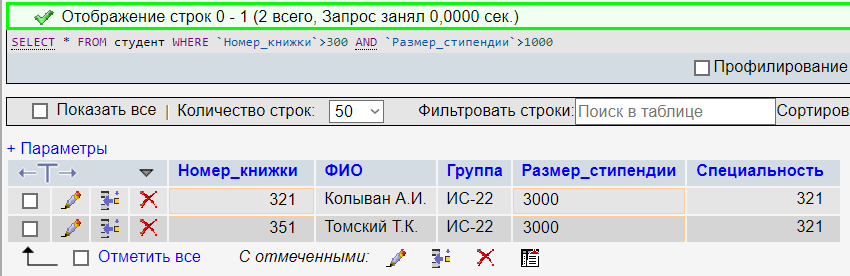 Отображение строк 0 - 1 (2 всего, Запрос занял 0,0000 сек.)
SELECT * FROM студент WHERE `Номер_книжки`>300 AND `Размер_стипендии`>1000
Профилирование
Показать все | Количество строк: 50 Фильтровать строки: Поиск в таблице Сортиров
+ Параметры
←T→ Номер_книжки ФИО Группа Размер_стипендии Специальность
321 Колыван А.И. ИС-22 3000 321
351 Томский Т.К. ИС-22 3000 321
Отметить все С отмеченными: